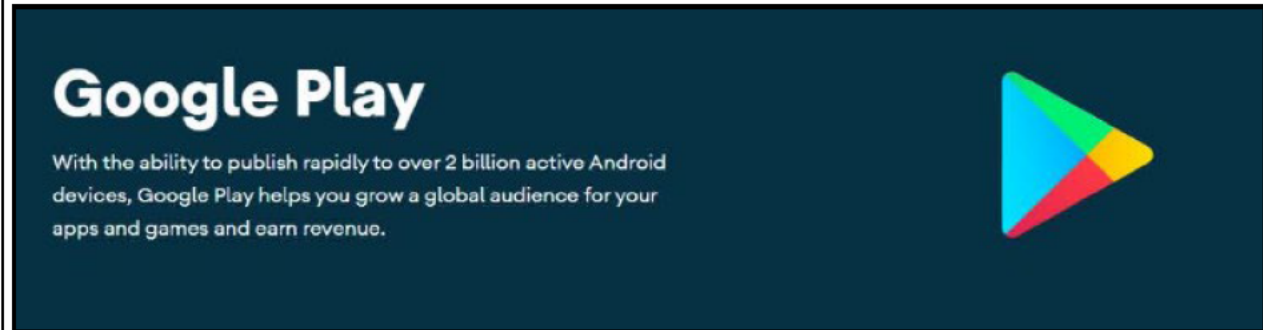 Google Play
With the ability to publish rapidly to over 2 billion active Android
devices, Google Play helps you grow a global audience for your
apps and games and earn revenue.